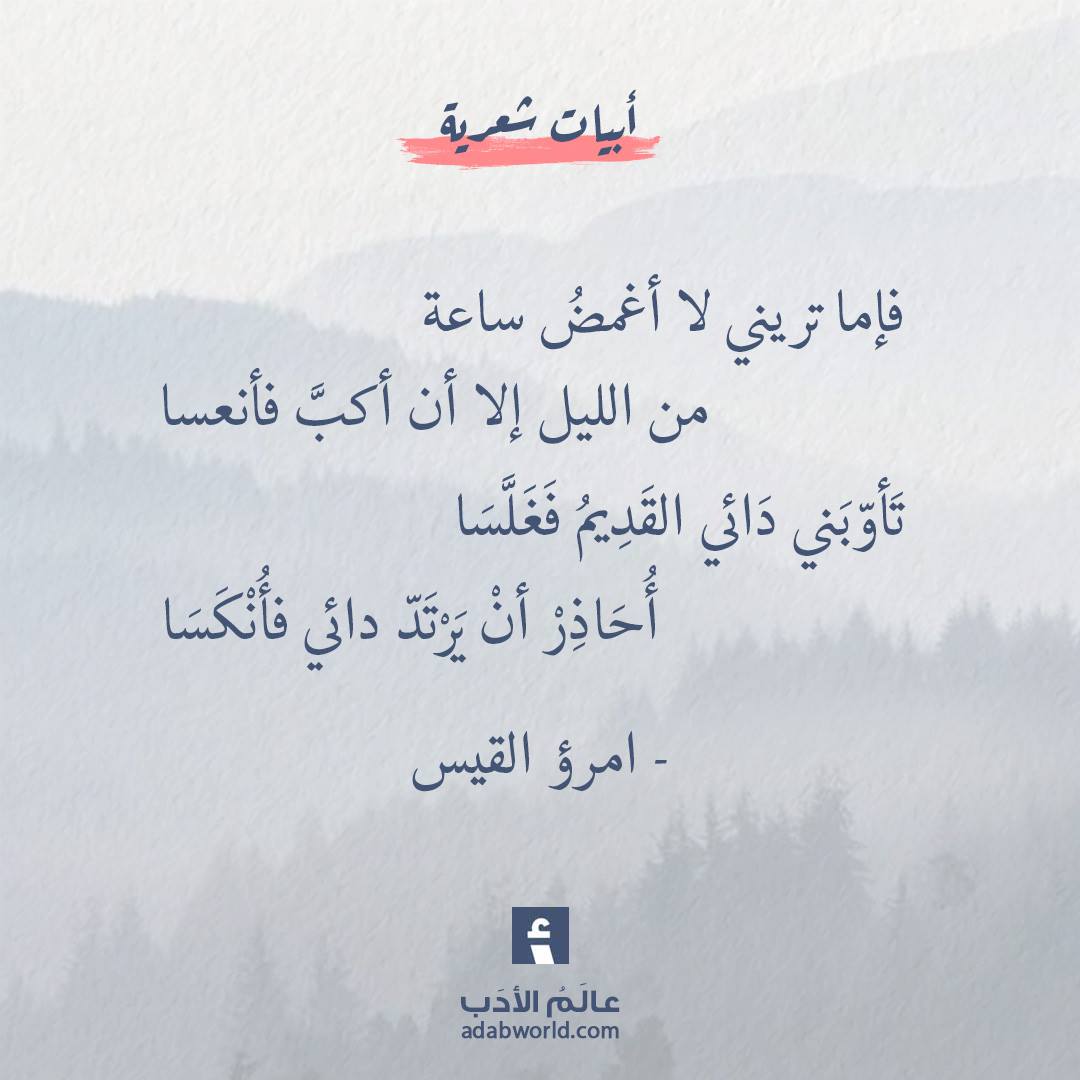 أبيات شعرية
فإما تريني لا أغمضُ ساعة
من الليل إلا أن أكبَّ فأنعسا
تَأوّبَني دَائي القَدِيمُ فَغَلَّسَا
أُحَاذِرْ أنْ يَرْتَدّ دائي فأُنْكَسَا
- امرؤ القيس
أ
عالَمُ الأدَب
adabworld.com